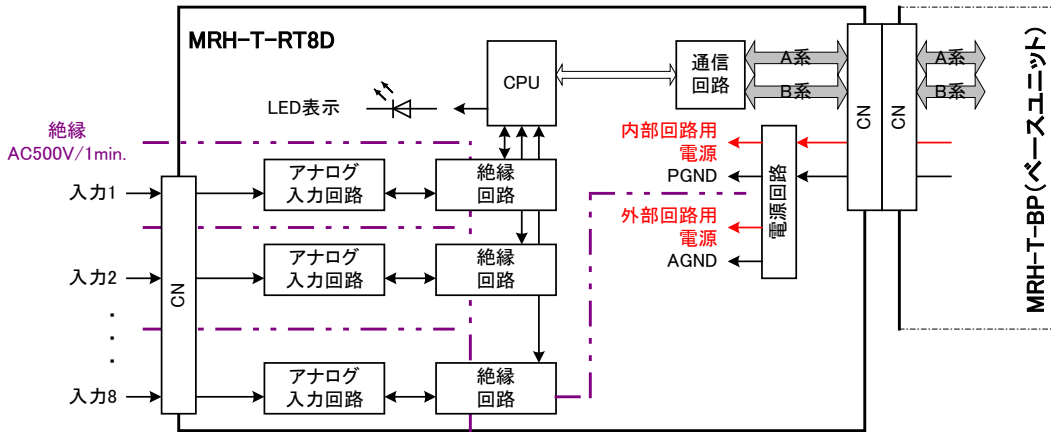 MRH-T-RT8D
CPU
通信
回路
A系
B系
CN
CN
A系
B系
MRH-T-BP(ベースユニット)
LED表示
絶縁
AC500V/1min.
内部回路用
電源
PGND
外部回路用
電源
AGND
電源回路
入力1
アナログ
入力回路
絶縁
回路
入力2
CN
アナログ
入力回路
絶縁
回路
・
・
・
入力8
アナログ
入力回路
絶縁
回路